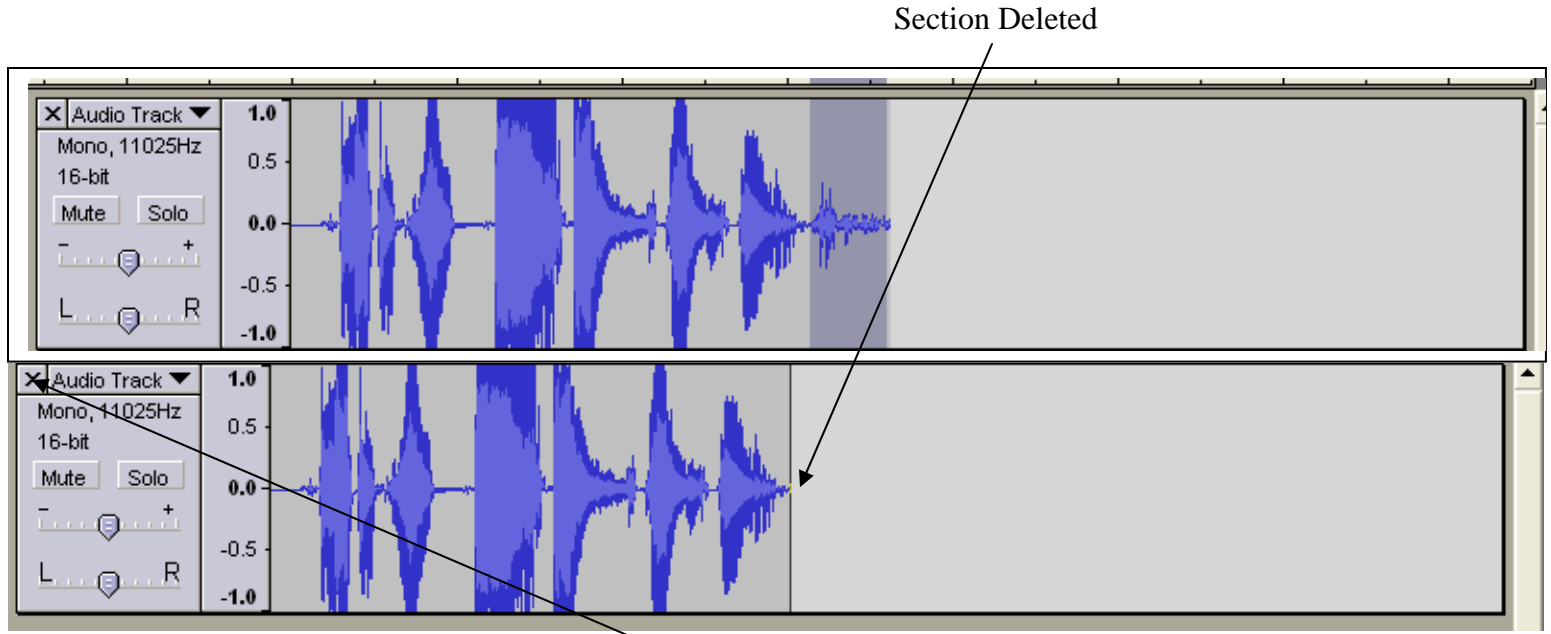 Section Deleted
X Audio Track
1.0
Mono, 11025Hz
0.5
16-bit
Mute Solo
0.0
- +
-0.5
L R
-1.0
X Audio Track
1.0
Mono, 11025Hz
0.5
16-bit
Mute Solo
0.0
- +
-0.5
L R
-1.0